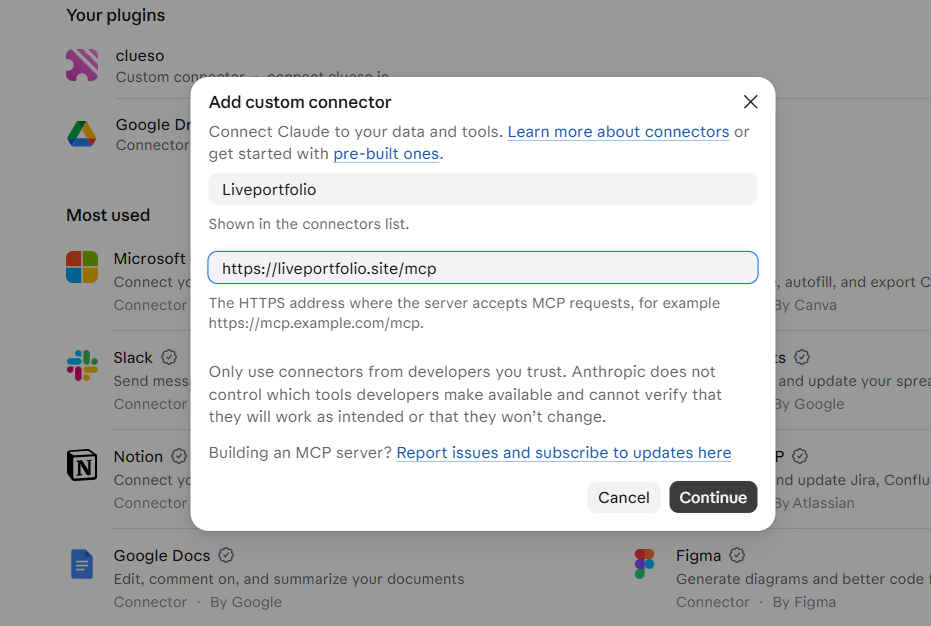 Your plugins
clueso
Custom connector · connect.clueso.io
Google Dr
Connector
Most used
Microsoft
Connect yo
Connector
, autofill, and export C
By Canva
Slack
Send mess
Connector
ts
and update your sprea
By Google
Notion
Connect yo
Connector
P
nd update Jira, Conflu
By Atlassian
Google Docs
Edit, comment on, and summarize your documents
Connector · By Google
Figma
Generate diagrams and better code f
Connector · By Figma
Add custom connector
Connect Claude to your data and tools. Learn more about connectors or
get started with pre-built ones.
Liveportfolio
Shown in the connectors list.
https://liveportfolio.site/mcp
The HTTPS address where the server accepts MCP requests, for example
https://mcp.example.com/mcp.
Only use connectors from developers you trust. Anthropic does not
control which tools developers make available and cannot verify that
they will work as intended or that they won’t change.
Building an MCP server? Report issues and subscribe to updates here
Cancel
Continue